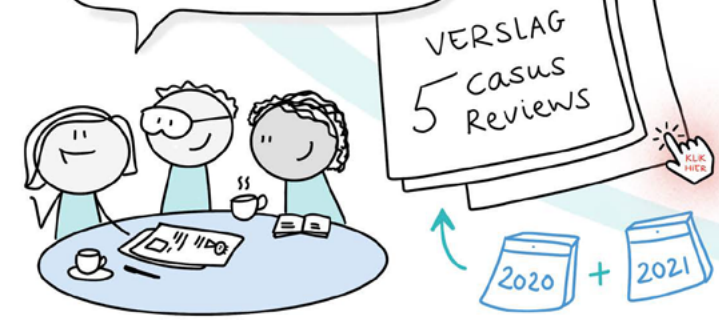 VERSLAG
5 casus
Reviews
KLIK
HIER
2020 + 2021